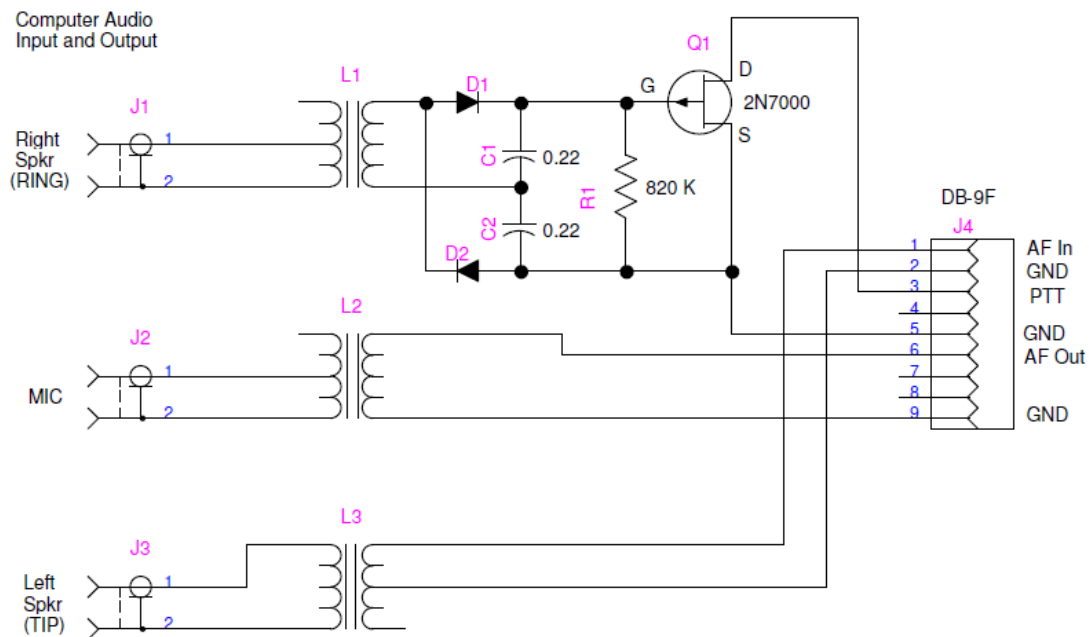 Computer Audio
Input and Output
Q1
D
G
2N7000
S
L1
D1
J1
1
2
Right
Spkr
(RING)
C1
0.22
R1
820 K
C2
0.22
D2
DB-9F
J4
1
AF In
2
GND
3
PTT
4
5
GND
6
AF Out
7
8
9
GND
L2
J2
1
2
MIC
L3
J3
1
2
Left
Spkr
(TIP)